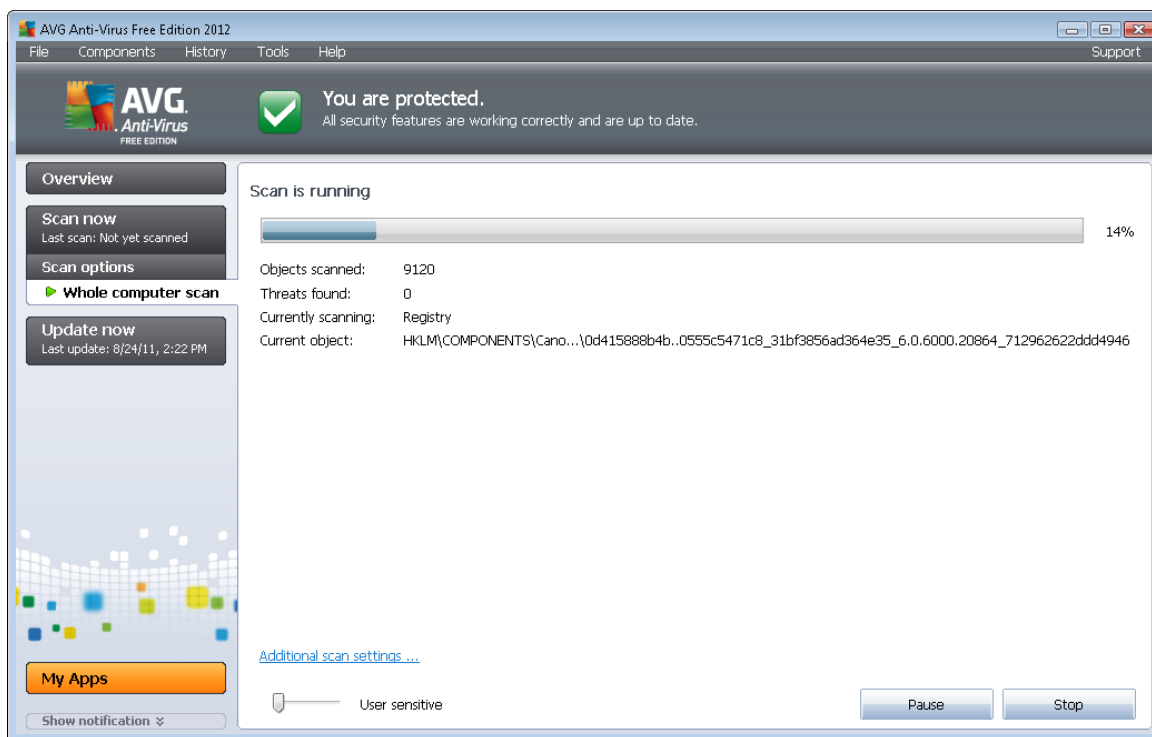 AVG Anti-Virus Free Edition 2012
File Components History Tools Help Support
AVG.
Anti-Virus
FREE EDITION
You are protected.
All security features are working correctly and are up to date.
Overview
Scan now
Last scan: Not yet scanned
Scan options
Whole computer scan
Update now
Last update: 8/24/11, 2:22 PM
Scan is running
14%
Objects scanned: 9120
Threats found: 0
Currently scanning: Registry
Current object: HKLM\COMPONENTS\Cano...\0d415888b4b..0555c5471c8_31bf3856ad364e35_6.0.6000.20864_712962622ddd4946
Additional scan settings ...
My Apps
User sensitive
Pause
Stop
Show notification